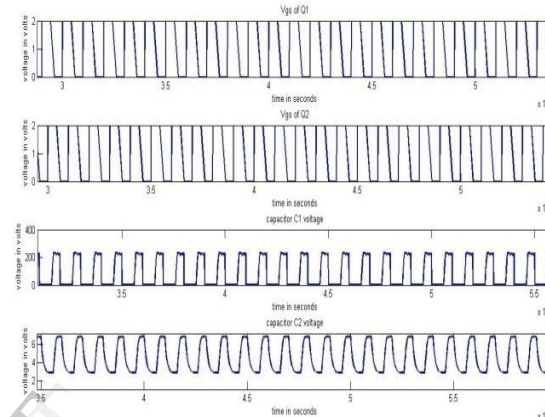 Vgs of Q1
voltage in volts
2
1
0
3
3.5
4
4.5
5
time in seconds
x 1
Vgs of Q2
voltage in volts
2
1
0
3
3.5
4
4.5
5
time in seconds
x 1
capacitor C1 voltage
voltage in volts
400
200
0
3.5
4
4.5
5
5.5
time in seconds
x 1
capacitor C2 voltage
voltage in volts
6
4
2
3.5
4
4.5
5
5.5
time in seconds
x 1